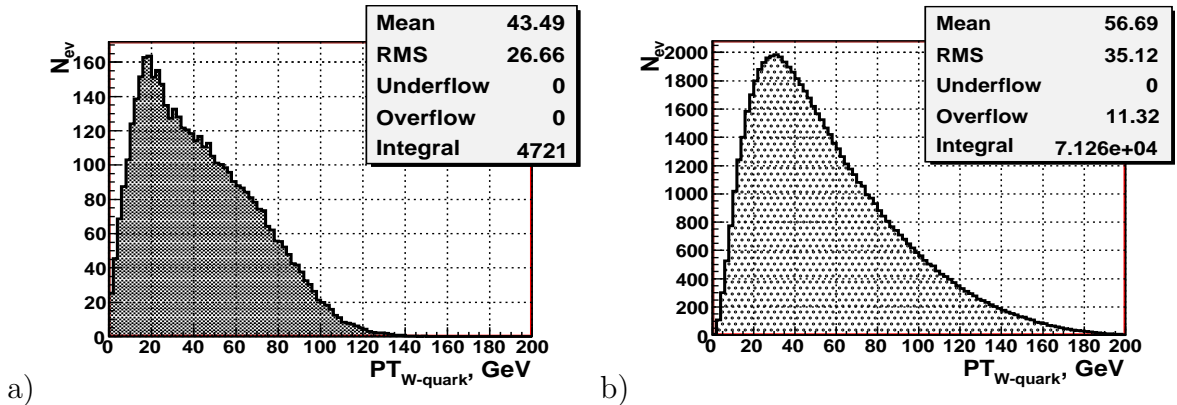 Mean 43.49
RMS 26.66
Underflow 0
Overflow 0
Integral 4721
N_ev
160
140
120
100
80
60
40
20
0
0 20 40 60 80 100 120 140 160 180 200
PT_W-quark, GeV
a)
Mean 56.69
RMS 35.12
Underflow 0
Overflow 11.32
Integral 7.126e+04
N_ev
2000
1800
1600
1400
1200
1000
800
600
400
200
0
0 20 40 60 80 100 120 140 160 180 200
PT_W-quark, GeV
b)